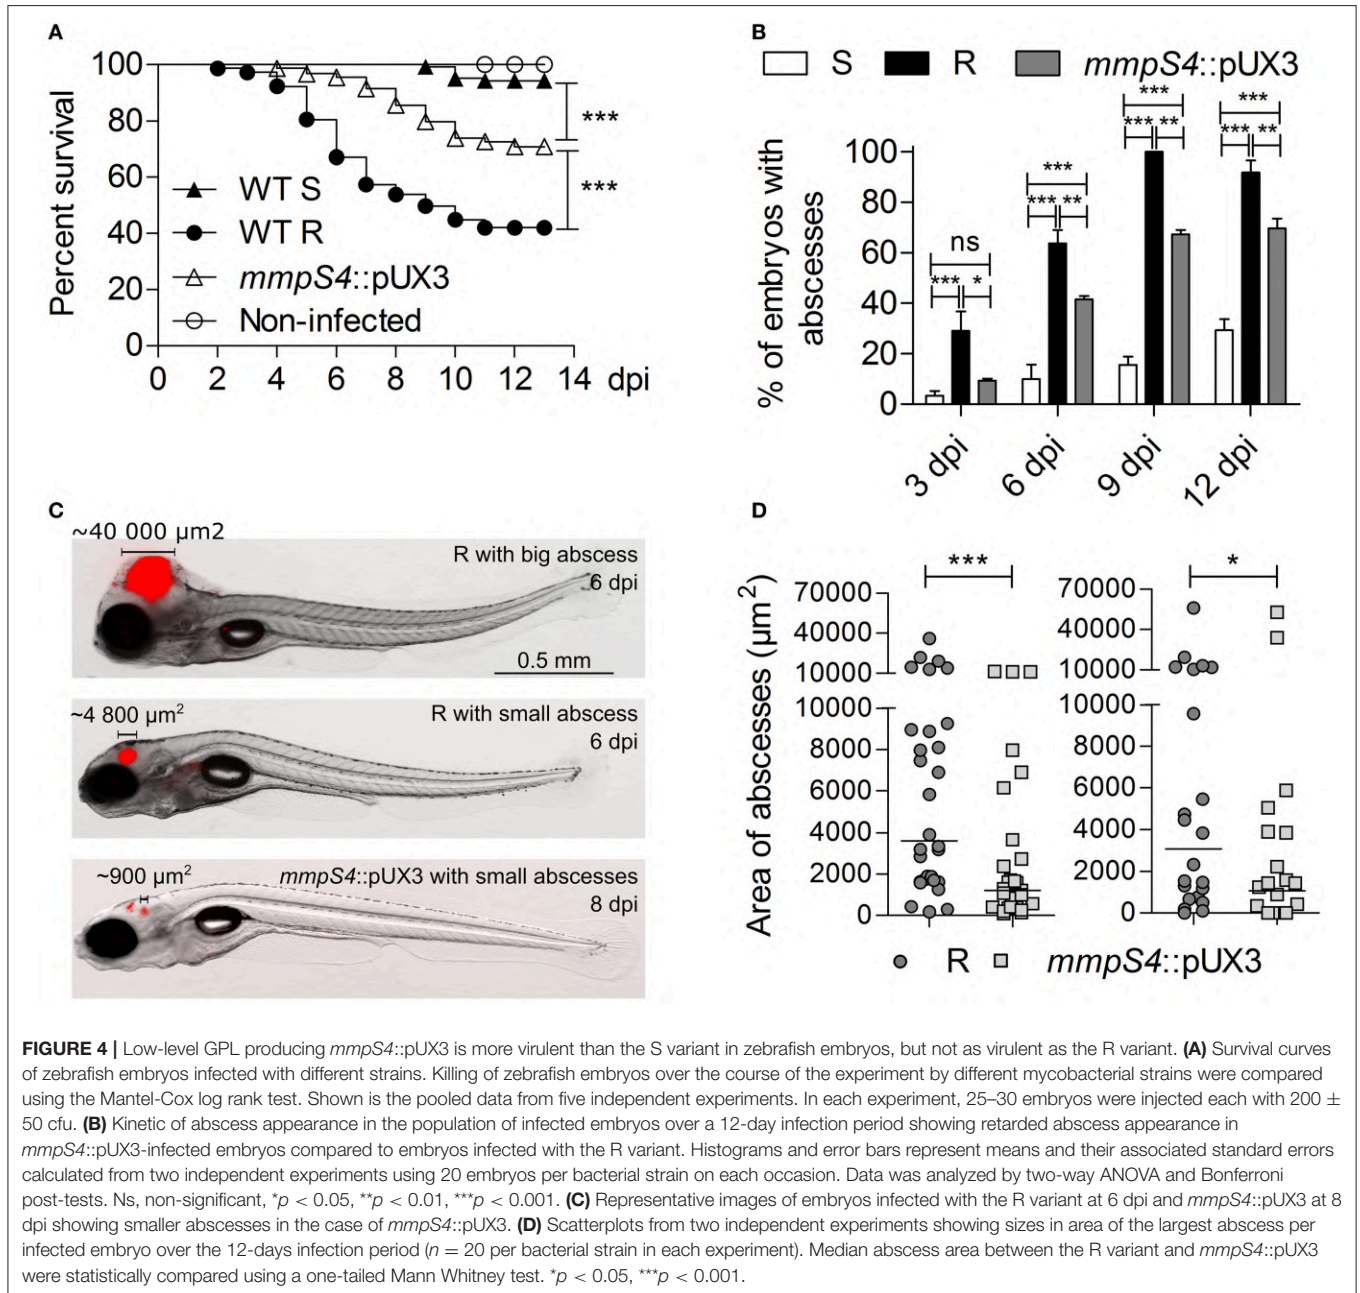 A
Percent survival
100
80
60
40
20
0
0 2 4 6 8 10 12 14 dpi
WT S
WT R
mmpS4::pUX3
Non-infected
***
***
B
S R mmpS4::pUX3
% of embryos with
abscesses
100
80
60
40
20
0
ns
*** *
***
*** **
***
*** **
***
*** **
3 dpi 6 dpi 9 dpi 12 dpi
C
~40 000 µm2
R with big abscess
6 dpi
0.5 mm
~4 800 µm²
R with small abscess
6 dpi
~900 µm²
mmpS4::pUX3 with small abscesses
8 dpi
D
Area of abscesses (µm²)
70000
40000
10000
10000
8000
6000
4000
2000
0
***
70000
40000
10000
10000
8000
6000
4000
2000
0
*
R mmpS4::pUX3
FIGURE 4 | Low-level GPL producing mmpS4::pUX3 is more virulent than the S variant in zebrafish embryos, but not as virulent as the R variant. (A) Survival curves
of zebrafish embryos infected with different strains. Killing of zebrafish embryos over the course of the experiment by different mycobacterial strains were compared
using the Mantel-Cox log rank test. Shown is the pooled data from five independent experiments. In each experiment, 25–30 embryos were injected each with 200 ±
50 cfu. (B) Kinetic of abscess appearance in the population of infected embryos over a 12-day infection period showing retarded abscess appearance in
mmpS4::pUX3-infected embryos compared to embryos infected with the R variant. Histograms and error bars represent means and their associated standard errors
calculated from two independent experiments using 20 embryos per bacterial strain on each occasion. Data was analyzed by two-way ANOVA and Bonferroni
post-tests. Ns, non-significant, *p < 0.05, **p < 0.01, ***p < 0.001. (C) Representative images of embryos infected with the R variant at 6 dpi and mmpS4::pUX3 at 8
dpi showing smaller abscesses in the case of mmpS4::pUX3. (D) Scatterplots from two independent experiments showing sizes in area of the largest abscess per
infected embryo over the 12-days infection period (n = 20 per bacterial strain in each experiment). Median abscess area between the R variant and mmpS4::pUX3
were statistically compared using a one-tailed Mann Whitney test. *p < 0.05, ***p < 0.001.